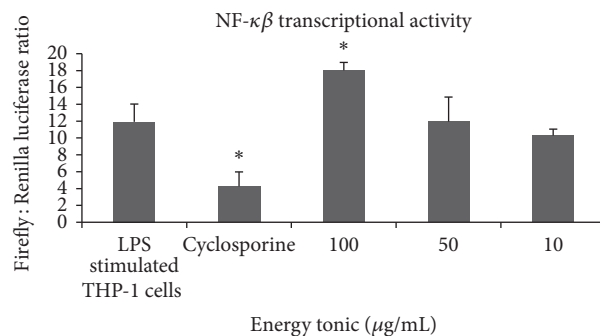 NF-κβ transcriptional activity
Firefly : Renilla luciferase ratio
20
18
16
14
12
10
8
6
4
2
0
*
*
LPS
stimulated
THP-1 cells
Cyclosporine
100
50
10
Energy tonic (μg/mL)